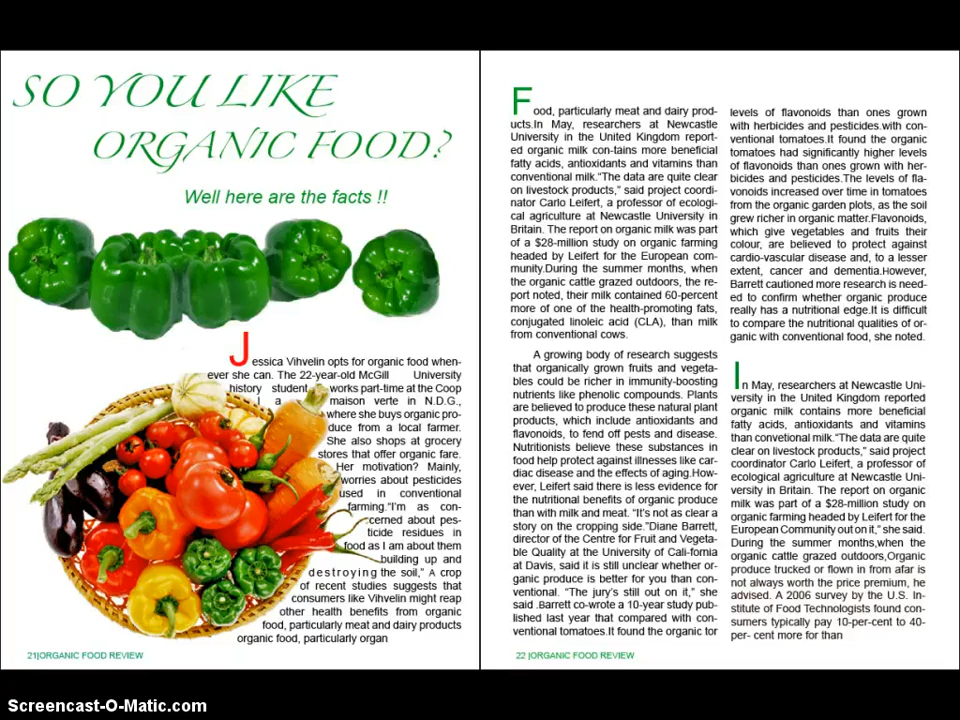 SO YOU LIKE
ORGANIC FOOD?
Well here are the facts !!
Jessica Vihvelin opts for organic food when-
ever she can. The 22-year-old McGill University
history student works part-time at the Coop
l a maison verte in N.D.G.,
where she buys organic pro-
duce from a local farmer.
She also shops at grocery
stores that offer organic fare.
Her motivation? Mainly,
worries about pesticides
used in conventional
farming."I'm as con-
cerned about pes-
ticide residues in
food as I am about them
building up and
destroying the soil," A crop
of recent studies suggests that
consumers like Vihvelin might reap
other health benefits from organic
food, particularly meat and dairy products
organic food, particularly organ
21|ORGANIC FOOD REVIEW
Food, particularly meat and dairy prod-
ucts.In May, researchers at Newcastle
University in the United Kingdom report-
ed organic milk con-tains more beneficial
fatty acids, antioxidants and vitamins than
conventional milk."The data are quite clear
on livestock products," said project coordi-
nator Carlo Leifert, a professor of ecologi-
cal agriculture at Newcastle University in
Britain. The report on organic milk was part
of a $28-million study on organic farming
headed by Leifert for the European com-
munity.During the summer months, when
the organic cattle grazed outdoors, the re-
port noted, their milk contained 60-percent
more of one of the health-promoting fats,
conjugated linoleic acid (CLA), than milk
from conventional cows.
A growing body of research suggests
that organically grown fruits and vegeta-
bles could be richer in immunity-boosting
nutrients like phenolic compounds. Plants
are believed to produce these natural plant
products, which include antioxidants and
flavonoids, to fend off pests and disease.
Nutritionists believe these substances in
food help protect against illnesses like car-
diac disease and the effects of aging.How-
ever, Leifert said there is less evidence for
the nutritional benefits of organic produce
than with milk and meat. "It's not as clear a
story on the cropping side."Diane Barrett,
director of the Centre for Fruit and Vegeta-
ble Quality at the University of Cali-fornia
at Davis, said it is still unclear whether or-
ganic produce is better for you than con-
ventional. "The jury's still out on it," she
said .Barrett co-wrote a 10-year study pub-
lished last year that compared with con-
ventional tomatoes.It found the organic tor
levels of flavonoids than ones grown
with herbicides and pesticides.with con-
ventional tomatoes.It found the organic
tomatoes had significantly higher levels
of flavonoids than ones grown with her-
bicides and pesticides.The levels of fla-
vonoids increased over time in tomatoes
from the organic garden plots, as the soil
grew richer in organic matter.Flavonoids,
which give vegetables and fruits their
colour, are believed to protect against
cardio-vascular disease and, to a lesser
extent, cancer and dementia.However,
Barrett cautioned more research is need-
ed to confirm whether organic produce
really has a nutritional edge.It is difficult
to compare the nutritional qualities of or-
ganic with conventional food, she noted.
In May, researchers at Newcastle Uni-
versity in the United Kingdom reported
organic milk contains more beneficial
fatty acids, antioxidants and vitamins
than convetional milk."The data are quite
clear on livestock products," said project
coordinator Carlo Leifert, a professor of
ecological agriculture at Newcastle Uni-
versity in Britain. The report on organic
milk was part of a $28-million study on
organic farming headed by Leifert for the
European Community out on it," she said.
During the summer months,when the
organic cattle grazed outdoors,Organic
produce trucked or flown in from afar is
not always worth the price premium, he
advised. A 2006 survey by the U.S. In-
stitute of Food Technologists found con-
sumers typically pay 10-per-cent to 40-
per- cent more for than
22 |ORGANIC FOOD REVIEW
Screencast-O-Matic.com